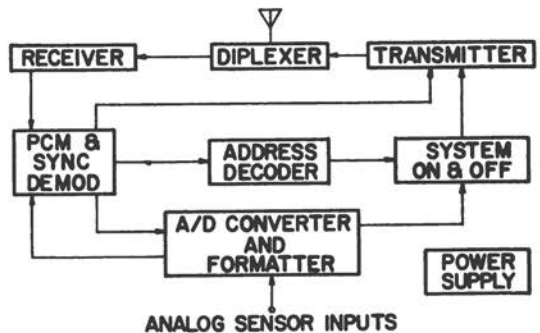 RECEIVER
DIPLEXER
TRANSMITTER
PCM &
SYNC
DEMOD
ADDRESS
DECODER
SYSTEM
ON & OFF
A/D CONVERTER
AND
FORMATTER
POWER
SUPPLY
ANALOG SENSOR INPUTS